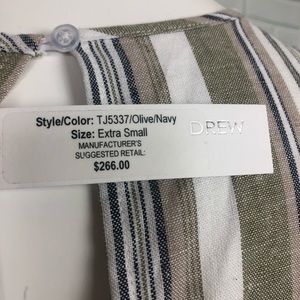 Style/Color: TJ5337/Olive/Navy
Size: Extra Small
DREW
MANUFACTURER'S
SUGGESTED RETAIL:
$266.00